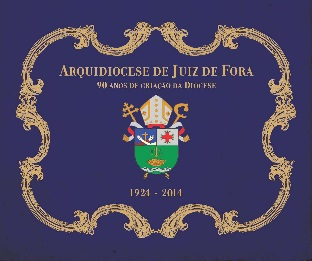 ARQUIDIOCESE DE JUIZ DE FORA
90 ANOS DE CRIAÇÃO DA DIOCESE
1924 - 2014